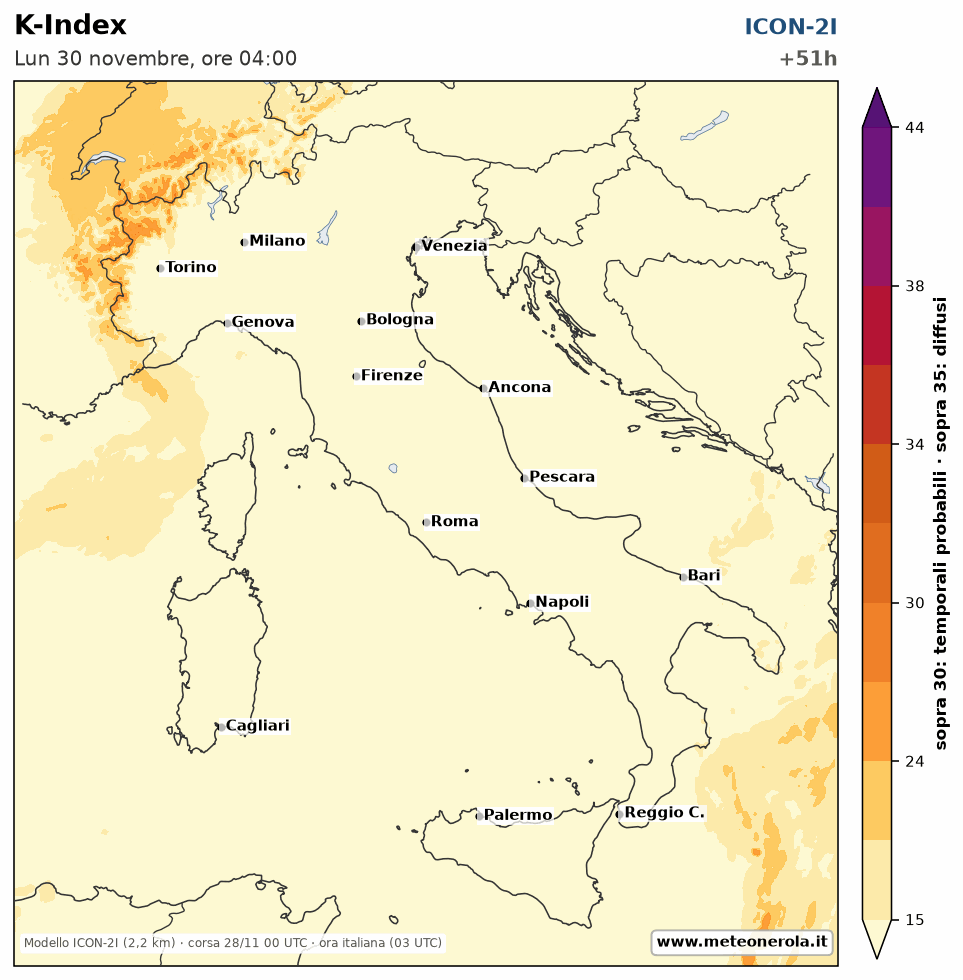 K-Index
ICON-2I
Lun 30 novembre, ore 04:00
+51h
44
Milano
Venezia
Torino
38
Genova
Bologna
Firenze
Ancona
34
Pescara
Roma
Bari
Napoli
30
sopra 30: temporali probabili · sopra 35: diffusi
Cagliari
24
Palermo
Reggio C.
15
Modello ICON-2I (2,2 km) · corsa 28/11 00 UTC · ora italiana (03 UTC)
www.meteonerola.it